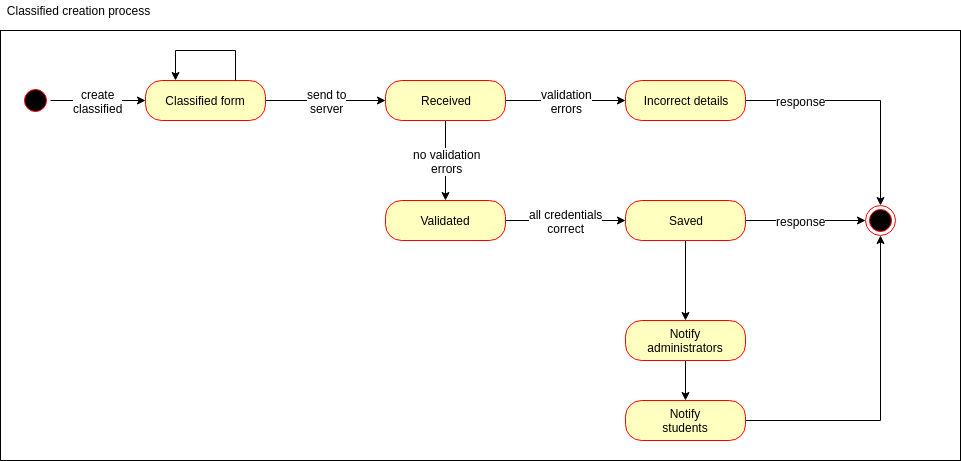 Classified creation process
create
classified
Classified form
send to
server
Received
validation
errors
Incorrect details
response
no validation
errors
Validated
all credentials
correct
Saved
response
Notify
administrators
Notify
students